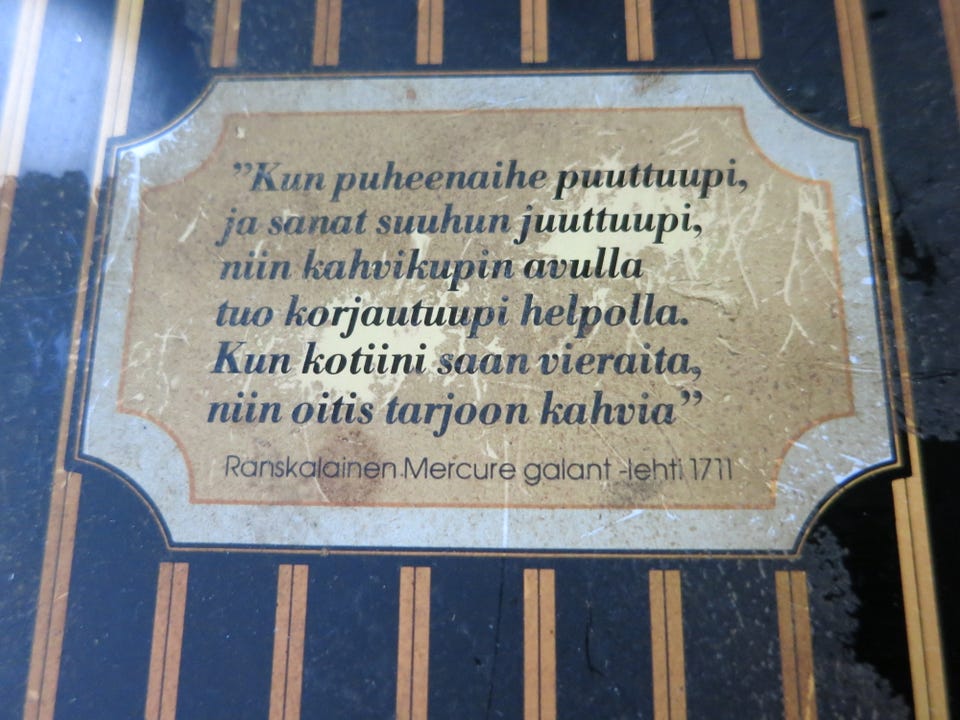 ”Kun puheenaihe puuttuupi,
ja sanat suuhun juuttuupi,
niin kahvikupin avulla
tuo korjautuupi helpolla.
Kun kotiini saan vieraita,
niin oitis tarjoon kahvia”
Ranskalainen Mercure galant -lehti 1711